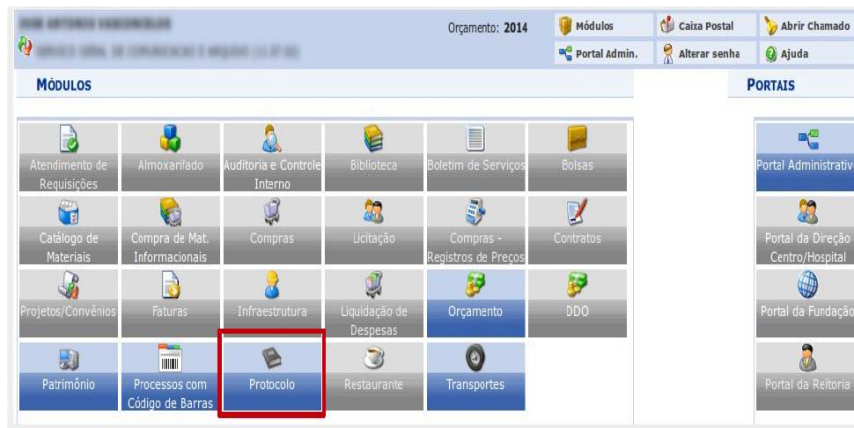 Orçamento: 2014
Módulos
Caixa Postal
Abrir Chamado
Portal Admin.
Alterar senha
Ajuda
MÓDULOS
PORTAIS
Atendimento de Requisições
Almoxarifado
Auditoria e Controle Interno
Biblioteca
Boletim de Serviços
Bolsas
Portal Administrativ
Catálogo de Materiais
Compra de Mat. Informacionais
Compras
Licitação
Compras - Registros de Preços
Contratos
Portal da Direção Centro/Hospital
Projetos/Convênios
Faturas
Infraestrutura
Liquidação de Despesas
Orçamento
DDO
Portal da Fundação
Patrimônio
Processos com Código de Barras
Protocolo
Restaurante
Transportes
Portal da Reitoria